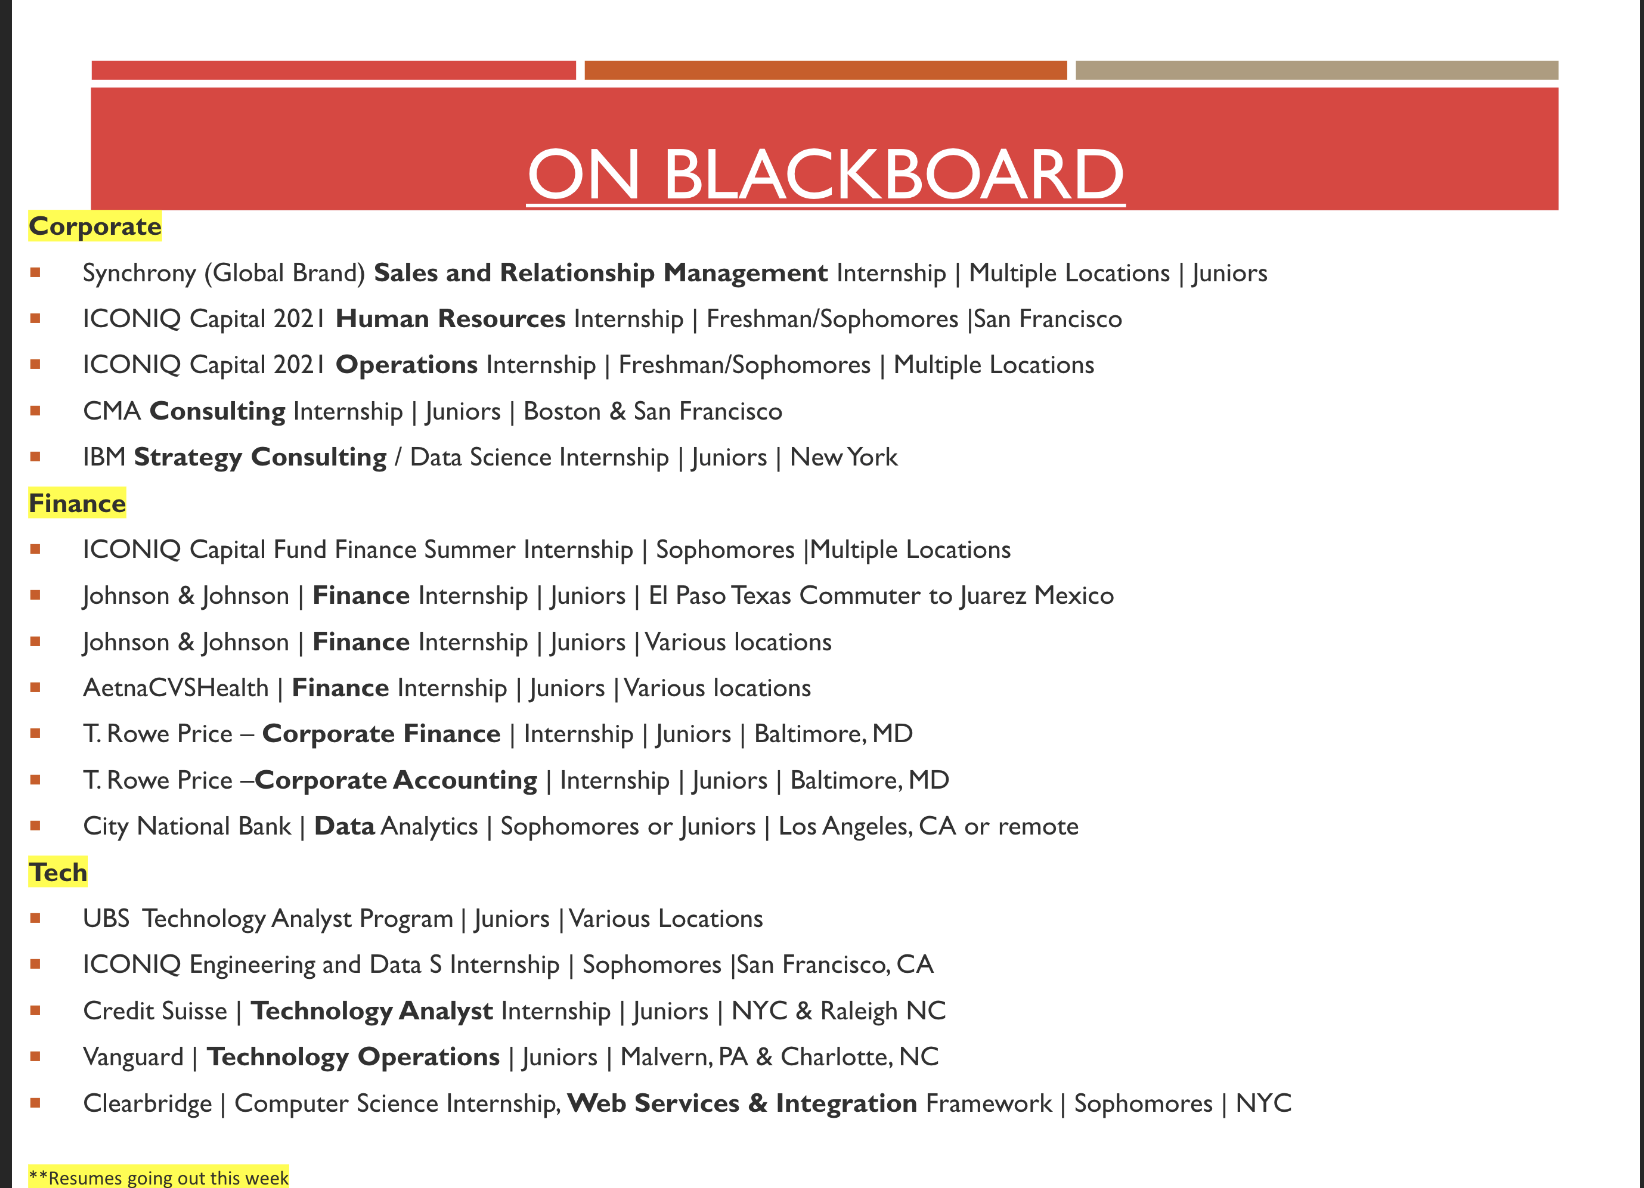 ON BLACKBOARD
Corporate
▪ Synchrony (Global Brand) Sales and Relationship Management Internship | Multiple Locations | Juniors
▪ ICONIQ Capital 2021 Human Resources Internship | Freshman/Sophomores |San Francisco
▪ ICONIQ Capital 2021 Operations Internship | Freshman/Sophomores | Multiple Locations
▪ CMA Consulting Internship | Juniors | Boston & San Francisco
▪ IBM Strategy Consulting / Data Science Internship | Juniors | New York
Finance
▪ ICONIQ Capital Fund Finance Summer Internship | Sophomores |Multiple Locations
▪ Johnson & Johnson | Finance Internship | Juniors | El Paso Texas Commuter to Juarez Mexico
▪ Johnson & Johnson | Finance Internship | Juniors | Various locations
▪ AetnaCVSHealth | Finance Internship | Juniors | Various locations
▪ T. Rowe Price – Corporate Finance | Internship | Juniors | Baltimore, MD
▪ T. Rowe Price –Corporate Accounting | Internship | Juniors | Baltimore, MD
▪ City National Bank | Data Analytics | Sophomores or Juniors | Los Angeles, CA or remote
Tech
▪ UBS Technology Analyst Program | Juniors | Various Locations
▪ ICONIQ Engineering and Data S Internship | Sophomores |San Francisco, CA
▪ Credit Suisse | Technology Analyst Internship | Juniors | NYC & Raleigh NC
▪ Vanguard | Technology Operations | Juniors | Malvern, PA & Charlotte, NC
▪ Clearbridge | Computer Science Internship, Web Services & Integration Framework | Sophomores | NYC
**Resumes going out this week